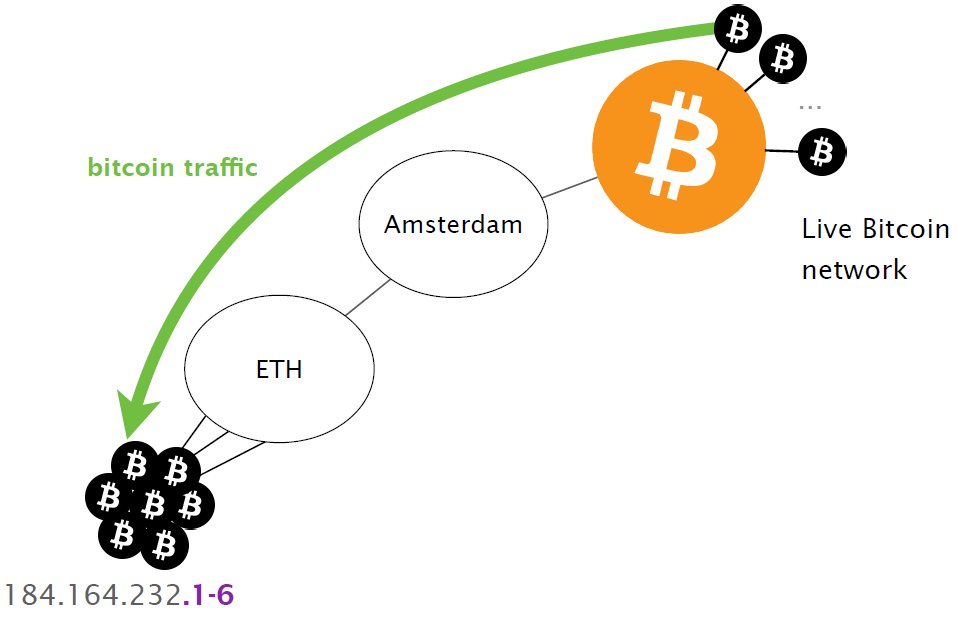 bitcoin traffic
Amsterdam
...
Live Bitcoin
network
ETH
184.164.232.1-6